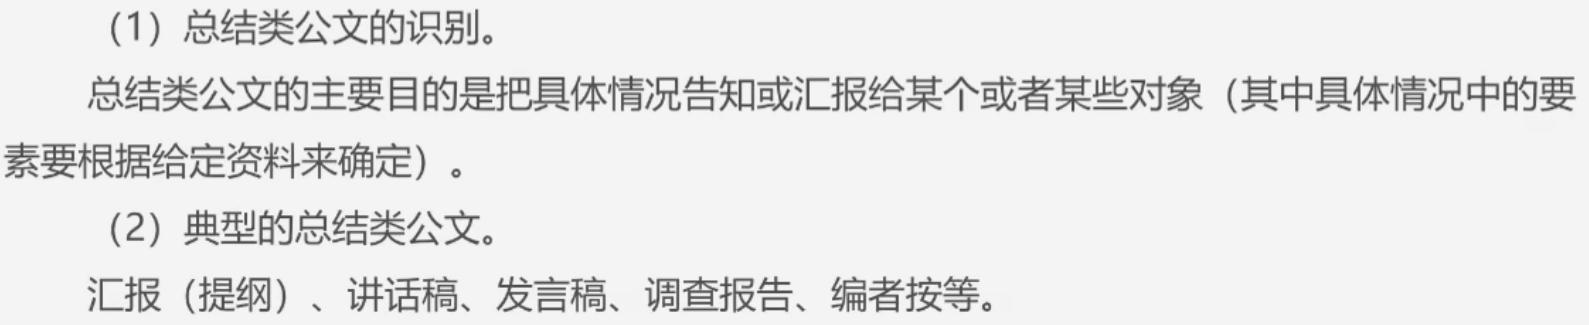 （1）总结类公文的识别。
总结类公文的主要目的是把具体情况告知或汇报给某个或者某些对象（其中具体情况中的要
素要根据给定资料来确定）。
（2）典型的总结类公文。
汇报（提纲）、讲话稿、发言稿、调查报告、编者按等。